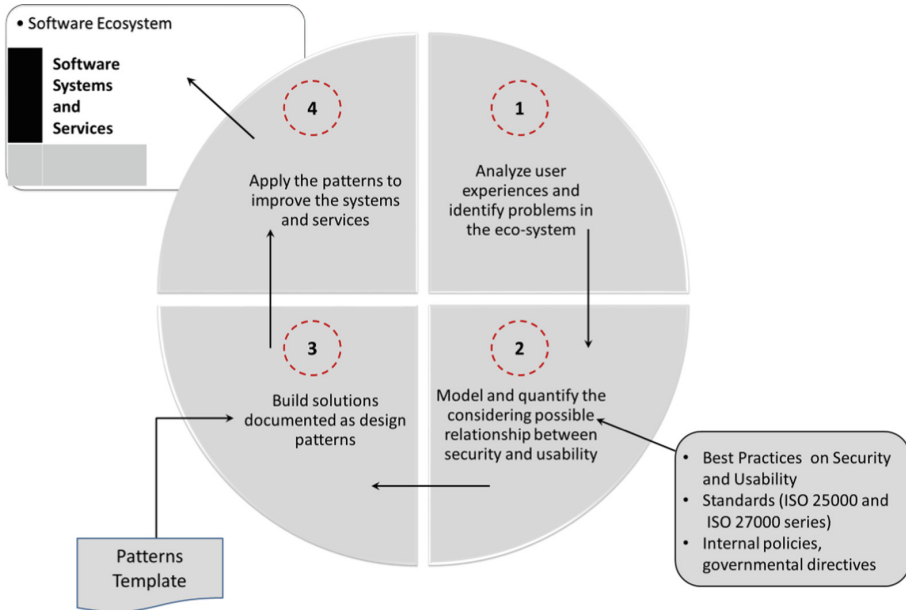 • Software Ecosystem
Software
Systems
and
Services
4
Apply the patterns to
improve the systems
and services
1
Analyze user
experiences and
identify problems in
the eco-system
3
Build solutions
documented as design
patterns
2
Model and quantify the
considering possible
relationship between
security and usability
• Best Practices on Security
and Usability
• Standards (ISO 25000 and
ISO 27000 series)
• Internal policies,
governmental directives
Patterns
Template